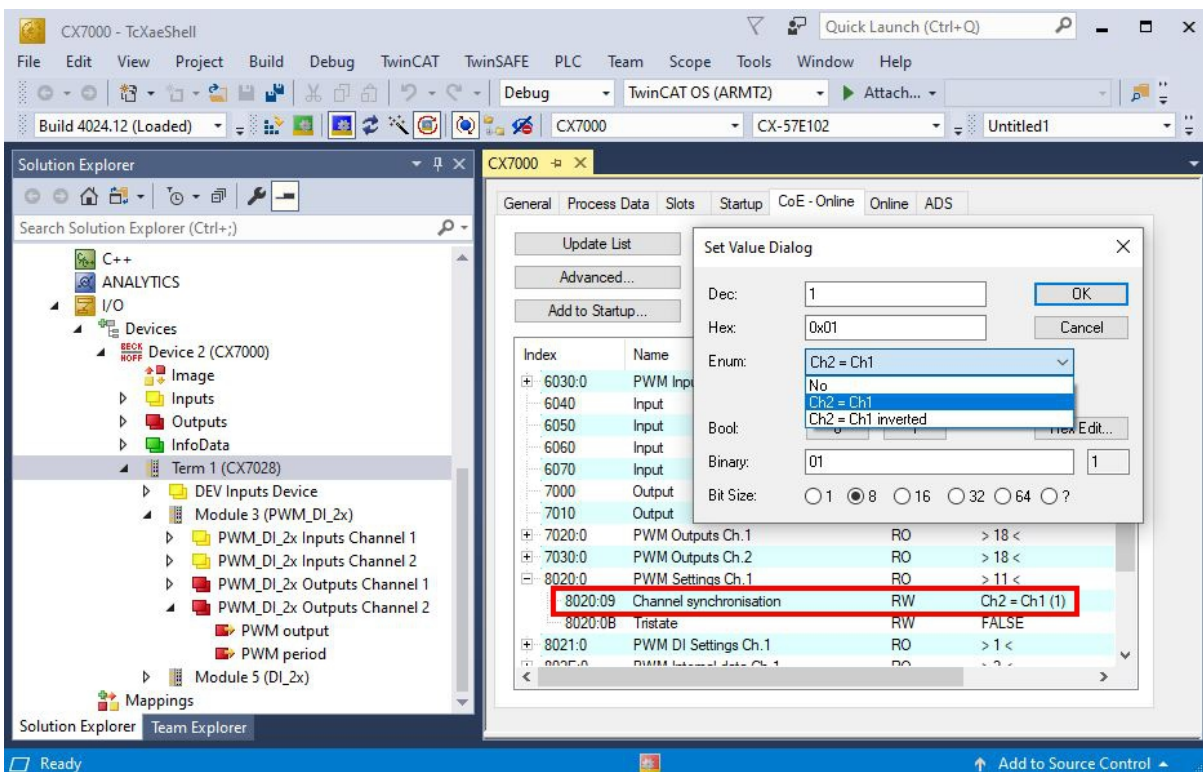 CX7000 - TcXaeShell
Quick Launch (Ctrl+Q)
File Edit View Project Build Debug TwinCAT TwinSAFE PLC Team Scope Tools Window Help
Debug TwinCAT OS (ARMT2) Attach...
Build 4024.12 (Loaded) CX7000 CX-57E102 Untitled1
Solution Explorer
Search Solution Explorer (Ctrl+;)
C++
ANALYTICS
I/O
Devices
BECKHOFF Device 2 (CX7000)
Image
Inputs
Outputs
InfoData
Term 1 (CX7028)
DEV Inputs Device
Module 3 (PWM_DI_2x)
PWM_DI_2x Inputs Channel 1
PWM_DI_2x Inputs Channel 2
PWM_DI_2x Outputs Channel 1
PWM_DI_2x Outputs Channel 2
PWM output
PWM period
Module 5 (DI_2x)
Mappings
Solution Explorer Team Explorer
CX7000
General Process Data Slots Startup CoE - Online Online ADS
Update List
Advanced...
Add to Startup...
Index Name
6030:0 PWM Inpu
6040 Input
6050 Input
6060 Input
6070 Input
7000 Output
7010 Output
7020:0 PWM Outputs Ch.1 RO > 18 <
7030:0 PWM Outputs Ch.2 RO > 18 <
8020:0 PWM Settings Ch.1 RO > 11 <
8020:09 Channel synchronisation RW Ch2 = Ch1 (1)
8020:0B Tristate RW FALSE
8021:0 PWM DI Settings Ch.1 RO > 1 <
Set Value Dialog
Dec: 1 OK
Hex: 0x01 Cancel
Enum: Ch2 = Ch1
No
Ch2 = Ch1
Ch2 = Ch1 inverted
Bool: Hex Edit...
Binary: 01 1
Bit Size: 1 8 16 32 64 ?
Ready Add to Source Control